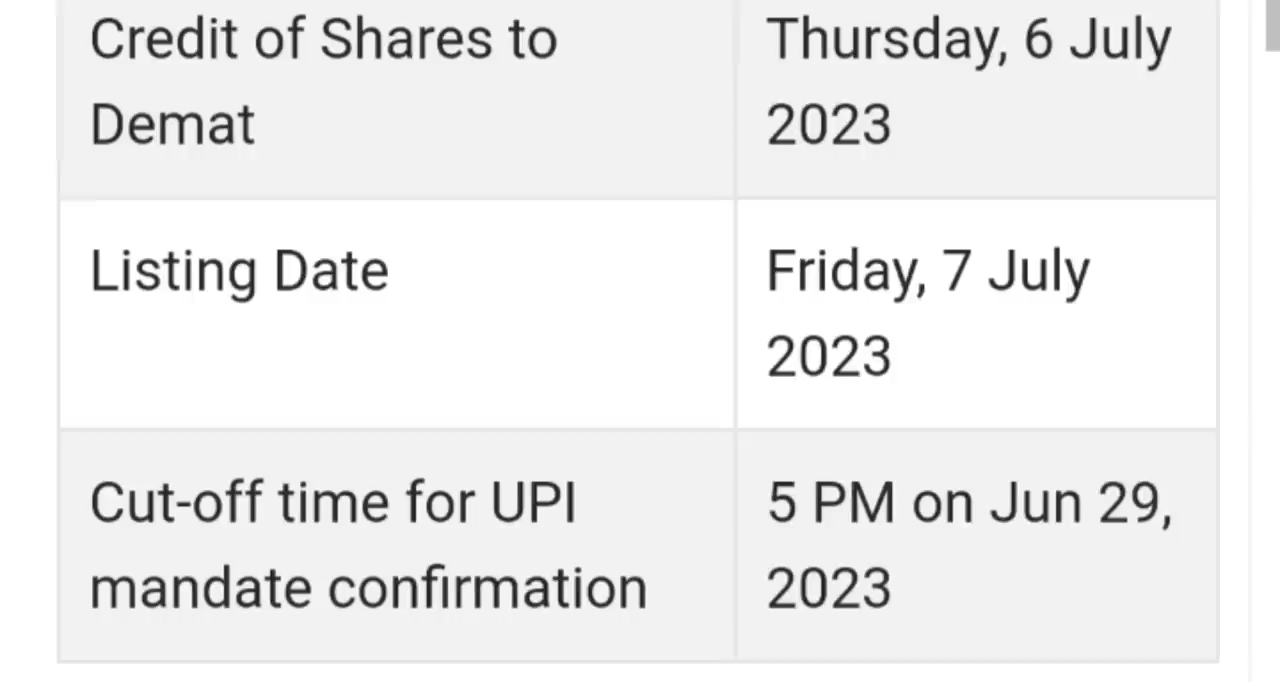 Credit of Shares to
Demat
Thursday, 6 July
2023
Listing Date
Friday, 7 July
2023
Cut-off time for UPI
mandate confirmation
5 PM on Jun 29,
2023